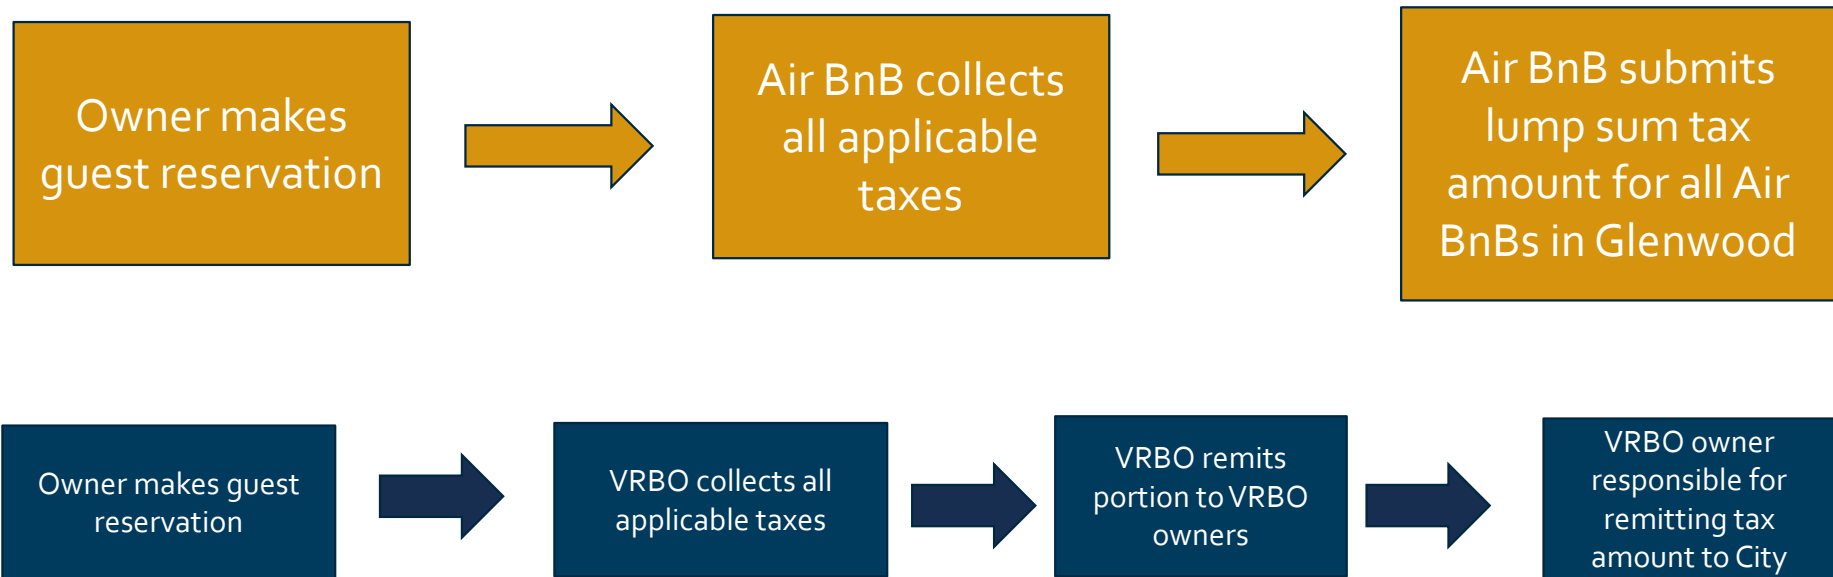 Owner makes
guest reservation
Air BnB collects
all applicable
taxes
Air BnB submits
lump sum tax
amount for all Air
BnBs in Glenwood
Owner makes guest
reservation
VRBO collects all
applicable taxes
VRBO remits
portion to VRBO
owners
VRBO owner
responsible for
remitting tax
amount to City